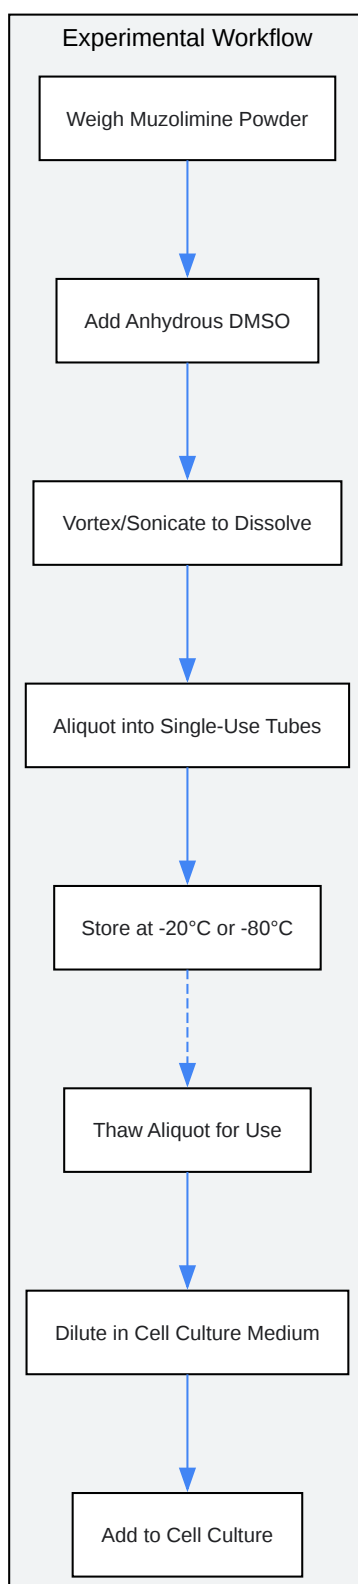 Experimental Workflow
Weigh Muzolimine Powder
Add Anhydrous DMSO
Vortex/Sonicate to Dissolve
Aliquot into Single-Use Tubes
Store at -20°C or -80°C
Thaw Aliquot for Use
Dilute in Cell Culture Medium
Add to Cell Culture